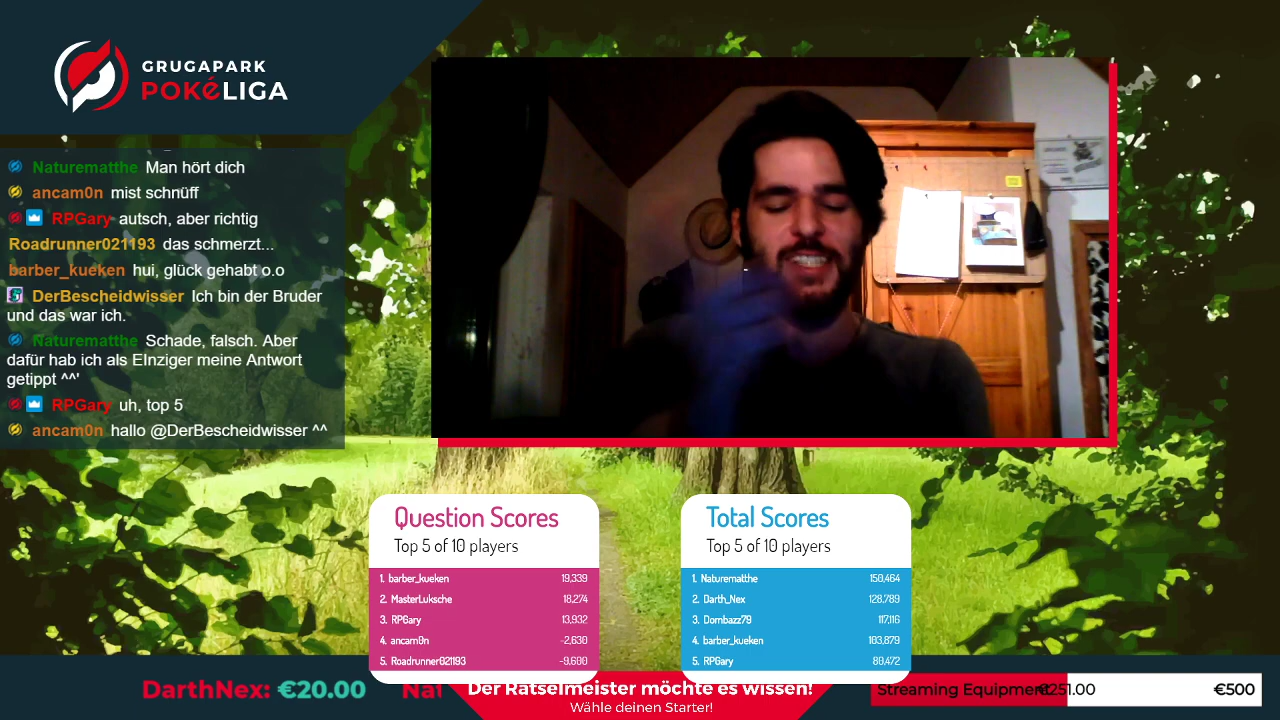 GRUGAPARK
POKéLIGA
Naturematthe Man hört dich
ancam0n mist schnüff
RPGary autsch, aber richtig
Roadrunner021193 das schmerzt...
barber_kueken hui, glück gehabt o.o
DerBescheidwisser Ich bin der Bruder
und das war ich.
Naturematthe Schade, falsch. Aber
dafür hab ich als EInziger meine Antwort
getippt ^^'
RPGary uh, top 5
ancam0n hallo @DerBescheidwisser ^^
Question Scores
Top 5 of 10 players
1. barber_kueken 19,339
2. MasterLuksche 18,274
3. RPGary 13,932
4. ancam0n -2,630
5. Roadrunner021193 -9,600
Total Scores
Top 5 of 10 players
1. Naturematthe 150,464
2. Darth_Nex 128,789
3. Dombazz79 117,116
4. barber_kueken 103,879
5. RPGary 89,472
DarthNex: €20.00 Nat
Der Rätselmeister möchte es wissen!
Wähle deinen Starter!
Streaming Equipment €251.00 €500